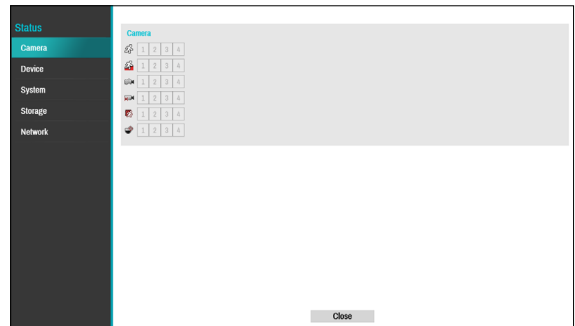 Status
Camera
Device
System
Storage
Network
Camera
1 2 3 4
1 2 3 4
1 2 3 4
1 2 3 4
1 2 3 4
1 2 3 4
Close